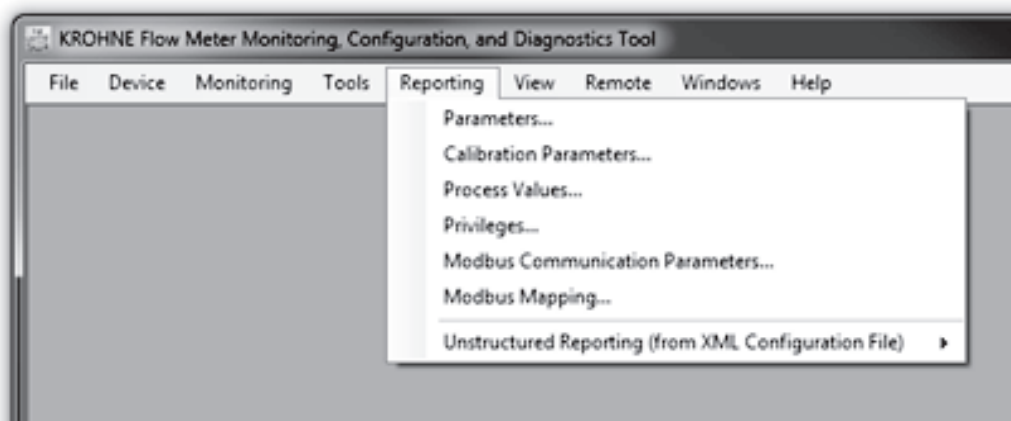 KROHNE Flow Meter Monitoring, Configuration, and Diagnostics Tool
File Device Monitoring Tools Reporting View Remote Windows Help
Parameters...
Calibration Parameters...
Process Values...
Privileges...
Modbus Communication Parameters...
Modbus Mapping...
Unstructured Reporting (from XML Configuration File)